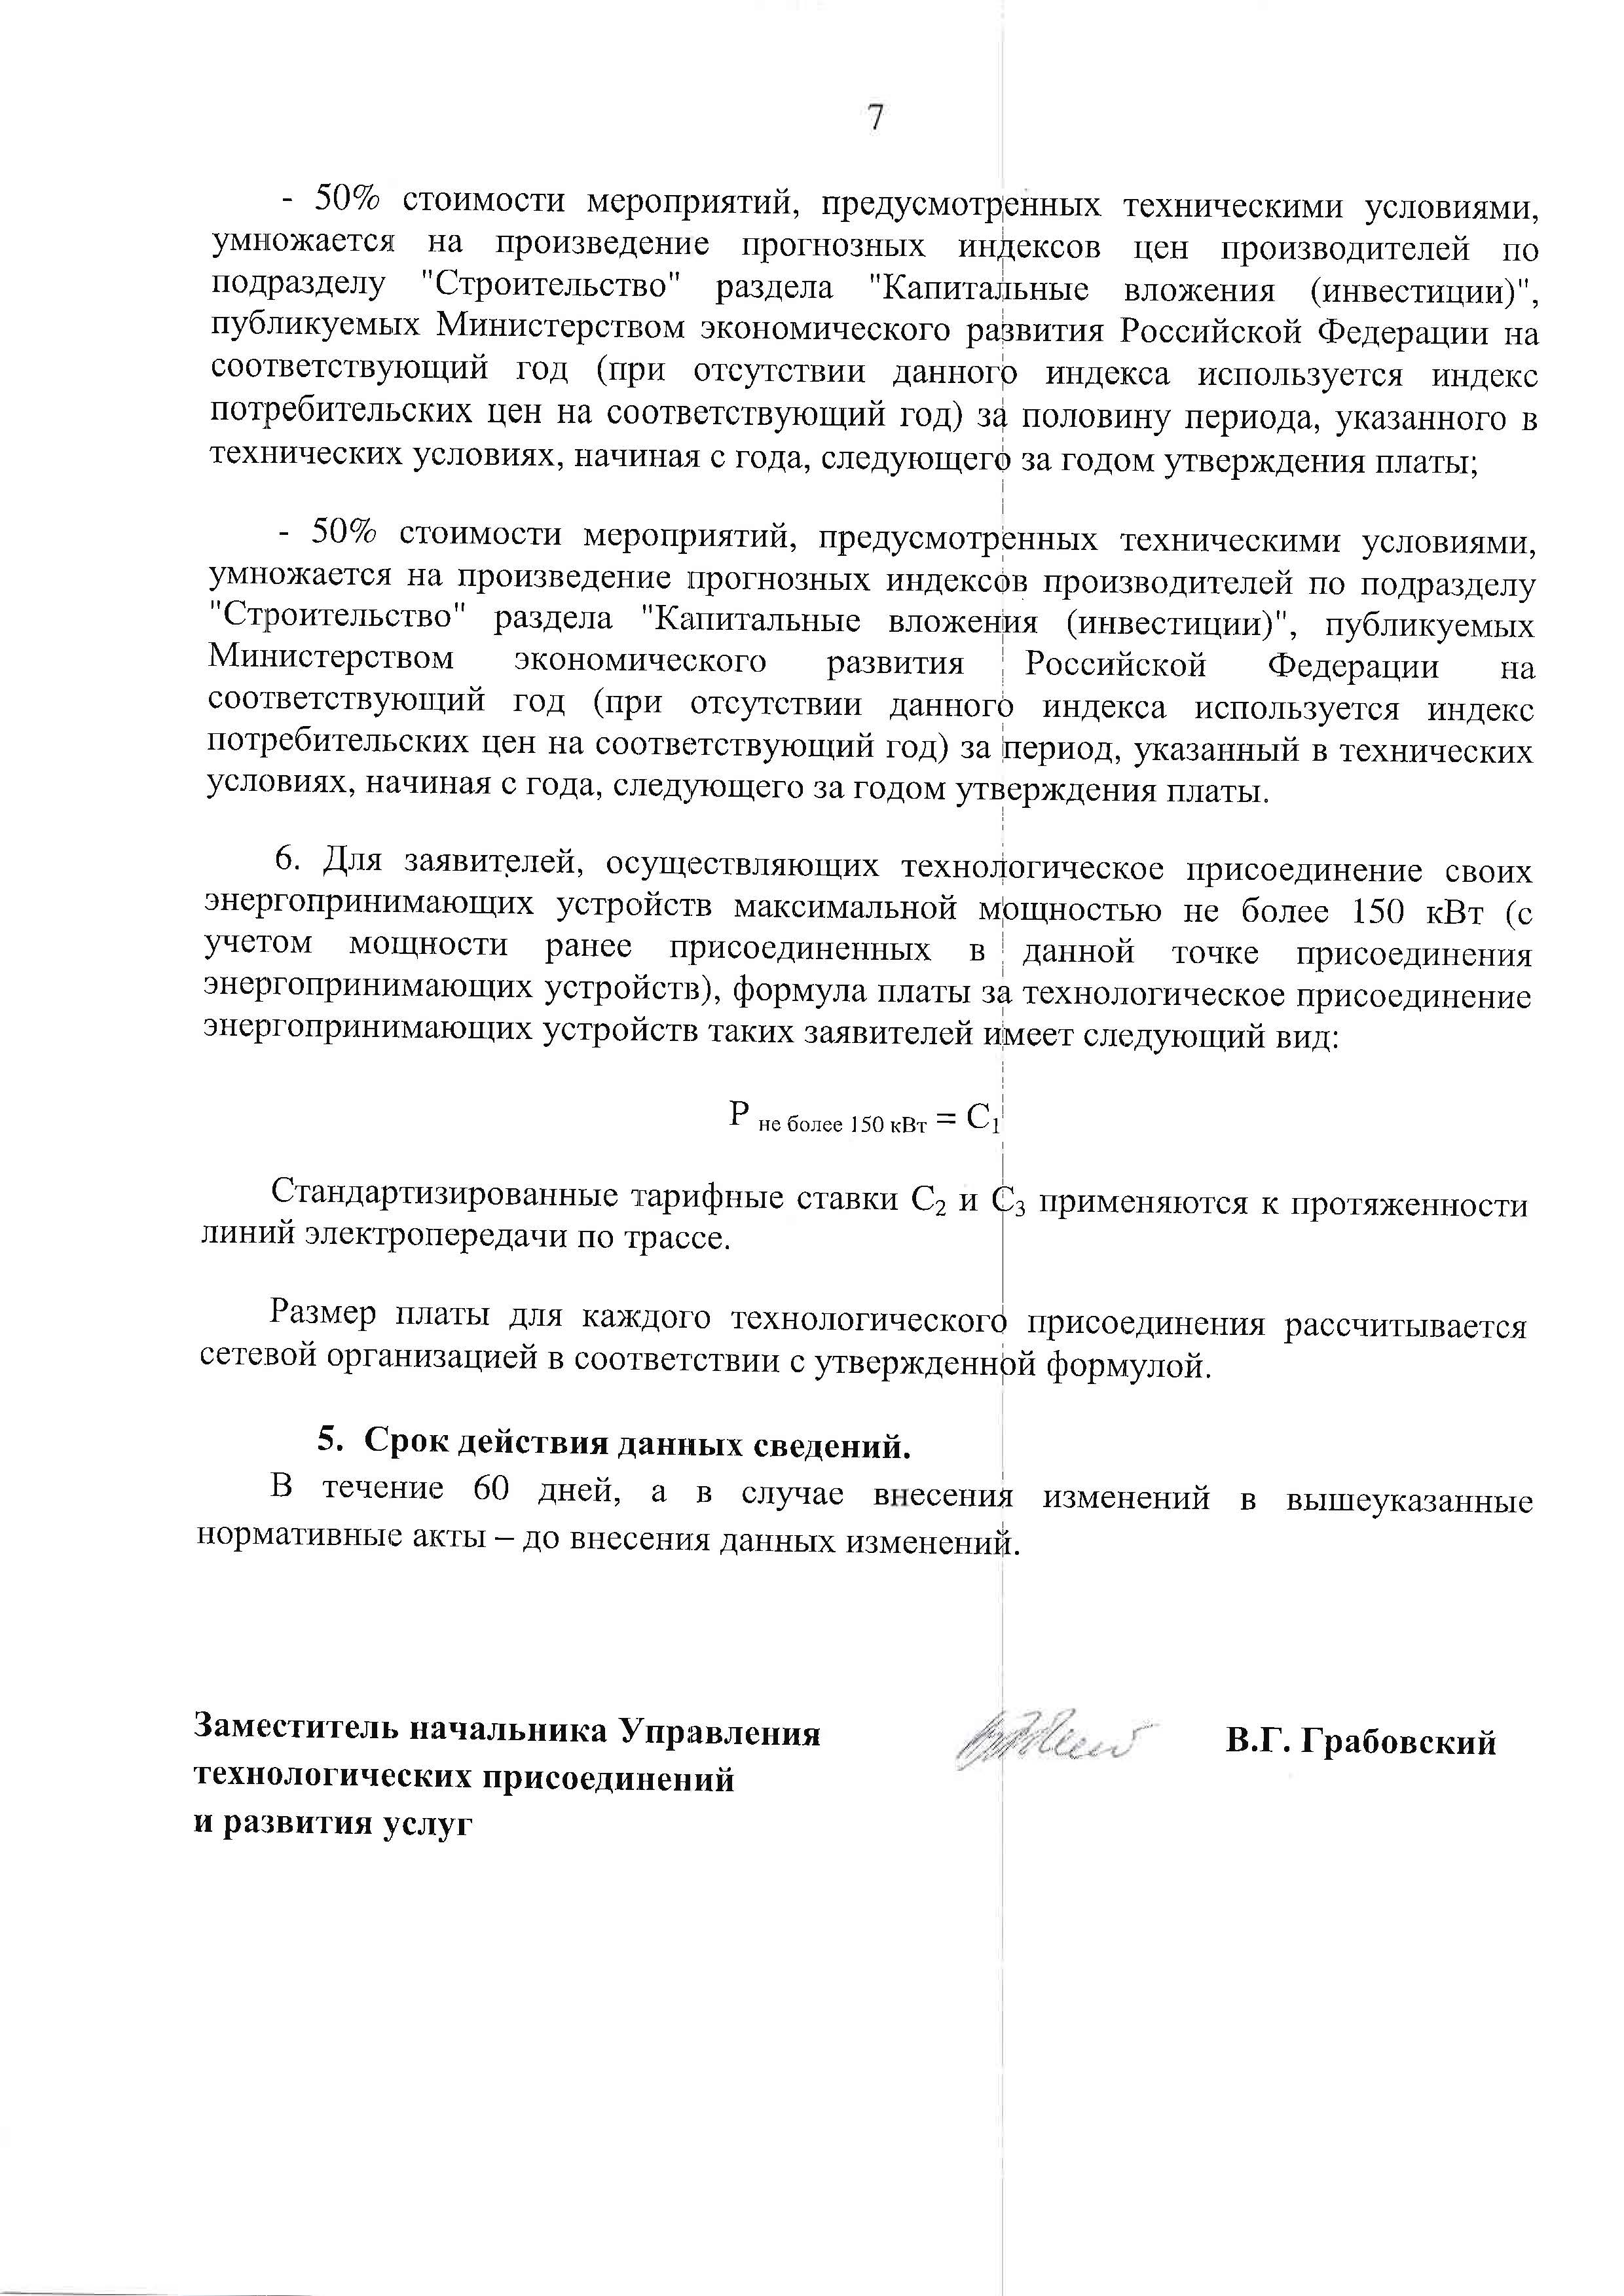 7
- 50% стоимости мероприятий, предусмотренных техническими условиями,
умножается на произведение прогнозных индексов цен производителей по
подразделу "Строительство" раздела "Капитальные вложения (инвестиции)",
публикуемых Министерством экономического развития Российской Федерации на
соответствующий год (при отсутствии данного индекса используется индекс
потребительских цен на соответствующий год) за половину периода, указанного в
технических условиях, начиная с года, следующего за годом утверждения платы;
- 50% стоимости мероприятий, предусмотренных техническими условиями,
умножается на произведение прогнозных индексов производителей по подразделу
"Строительство" раздела "Капитальные вложения (инвестиции)", публикуемых
Министерством экономического развития Российской Федерации на
соответствующий год (при отсутствии данного индекса используется индекс
потребительских цен на соответствующий год) за период, указанный в технических
условиях, начиная с года, следующего за годом утверждения платы.
6. Для заявителей, осуществляющих технологическое присоединение своих
энергопринимающих устройств максимальной мощностью не более 150 кВт (с
учетом мощности ранее присоединенных в данной точке присоединения
энергопринимающих устройств), формула платы за технологическое присоединение
энергопринимающих устройств таких заявителей имеет следующий вид:
Р не более 150 кВт = С₁
Стандартизированные тарифные ставки С₂ и С₃ применяются к протяженности
линий электропередачи по трассе.
Размер платы для каждого технологического присоединения рассчитывается
сетевой организацией в соответствии с утвержденной формулой.
5. Срок действия данных сведений.
В течение 60 дней, а в случае внесения изменений в вышеуказанные
нормативные акты – до внесения данных изменений.
Заместитель начальника Управления В.Г. Грабовский
технологических присоединений
и развития услуг